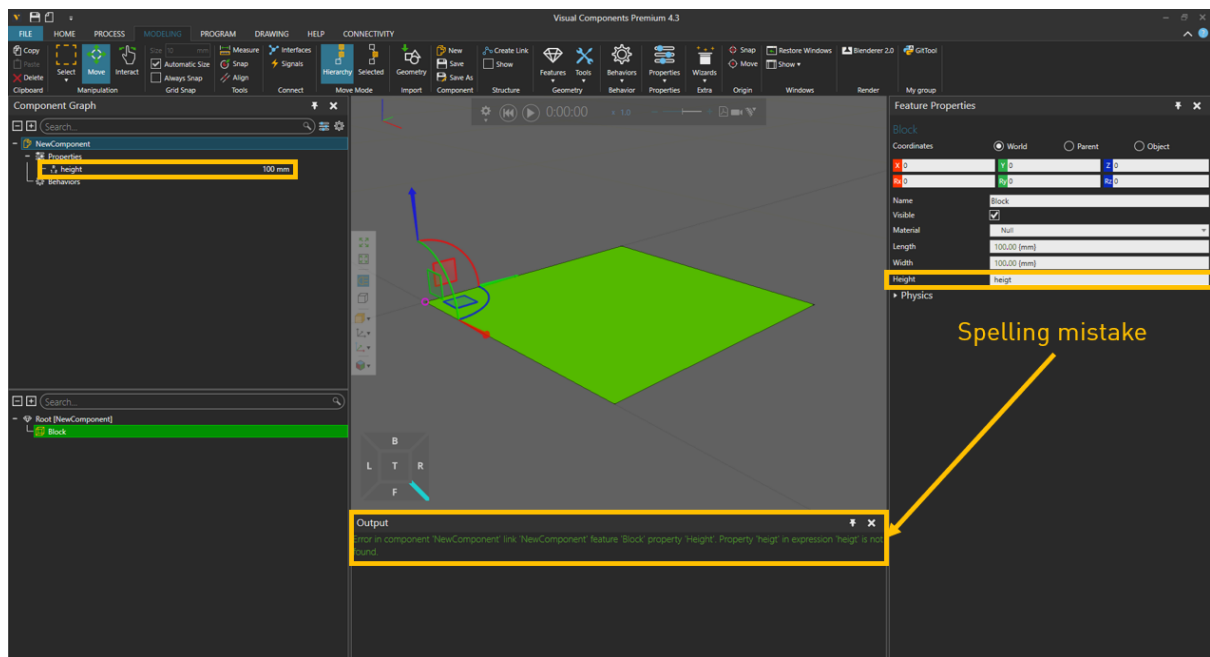 Visual Components Premium 4.3
FILE HOME PROCESS MODELING PROGRAM DRAWING HELP CONNECTIVITY
Copy
Paste
Delete
Clipboard
Select
Move
Interact
Manipulation
Size 10 mm
Automatic Size
Always Snap
Grid Snap
Measure
Snap
Align
Tools
Interfaces
Signals
Connect
Hierarchy
Selected
Move Mode
Geometry
Import
New
Save
Save As
Component
Create Link
Show
Structure
Features
Tools
Geometry
Behaviors
Behavior
Properties
Properties
Wizards
Extra
Snap
Move
Origin
Restore Windows
Show
Windows
Blenderer 2.0
Render
GitTool
My group
Component Graph
Search...
NewComponent
Properties
height 100 mm
Behaviors
Search...
Root [NewComponent]
Block
0:00:00
x 1.0
B
L T R
F
Output
Error in component 'NewComponent' link 'NewComponent' feature 'Block' property 'Height'. Property 'heigt' in expression 'heigt' is not
found.
Feature Properties
Block
Coordinates World Parent Object
X 0 Y 0 Z 0
Rx 0 Ry 0 Rz 0
Name Block
Visible
Material Null
Length 100.00 {mm}
Width 100.00 {mm}
Height heigt
Physics
Spelling mistake